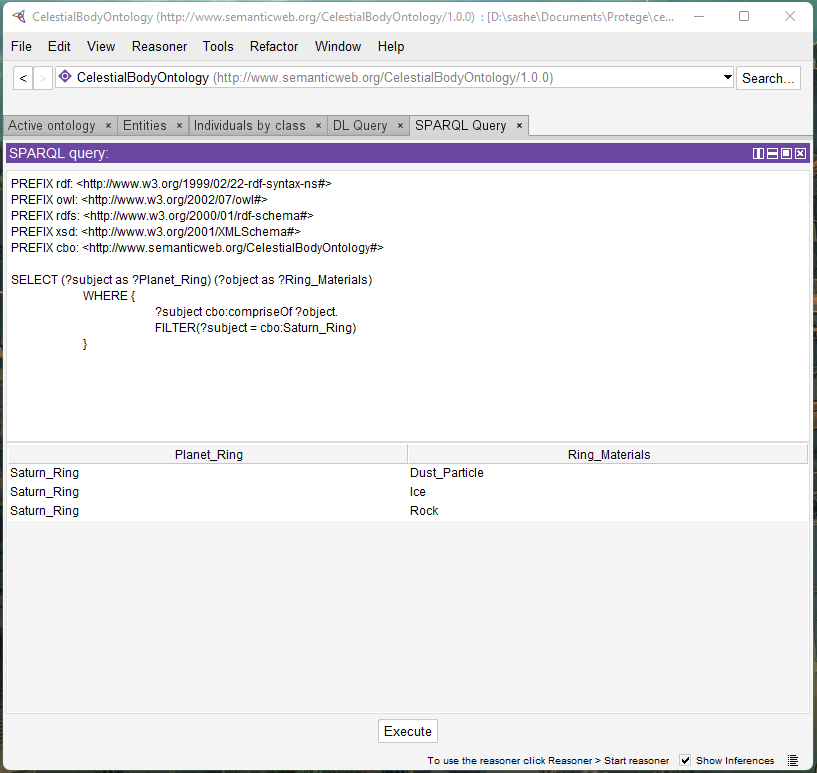 CelestialBodyOntology (http://www.semanticweb.org/CelestialBodyOntology/1.0.0) : [D:\sashe\Documents\Protege\ce...
File Edit View Reasoner Tools Refactor Window Help
< > CelestialBodyOntology (http://www.semanticweb.org/CelestialBodyOntology/1.0.0) Search...
Active ontology × Entities × Individuals by class × DL Query × SPARQL Query ×
SPARQL query:
PREFIX rdf: <http://www.w3.org/1999/02/22-rdf-syntax-ns#>
PREFIX owl: <http://www.w3.org/2002/07/owl#>
PREFIX rdfs: <http://www.w3.org/2000/01/rdf-schema#>
PREFIX xsd: <http://www.w3.org/2001/XMLSchema#>
PREFIX cbo: <http://www.semanticweb.org/CelestialBodyOntology#>
SELECT (?subject as ?Planet_Ring) (?object as ?Ring_Materials)
WHERE {
?subject cbo:compriseOf ?object.
FILTER(?subject = cbo:Saturn_Ring)
}
Planet_Ring Ring_Materials
Saturn_Ring Dust_Particle
Saturn_Ring Ice
Saturn_Ring Rock
Execute
To use the reasoner click Reasoner > Start reasoner Show Inferences